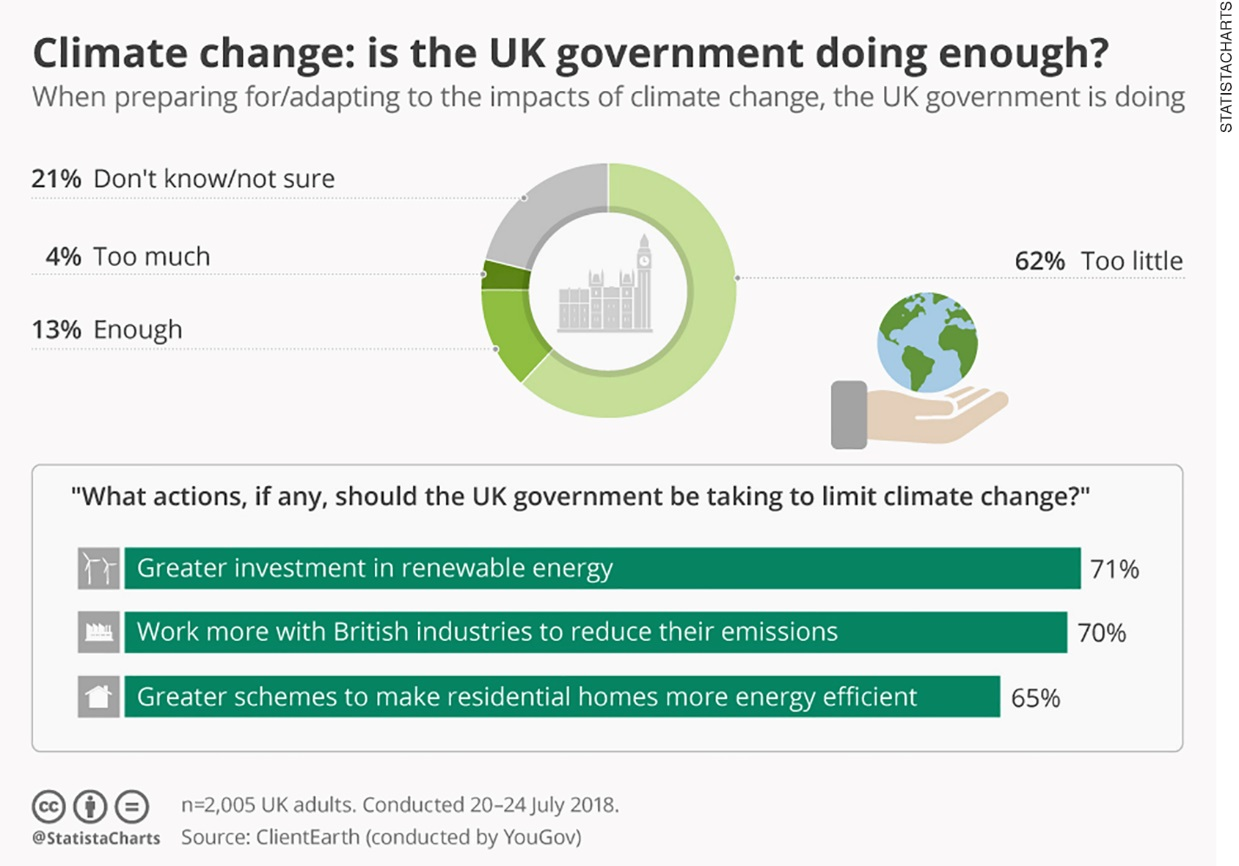 Climate change: is the UK government doing enough?
When preparing for/adapting to the impacts of climate change, the UK government is doing
21% Don't know/not sure
4% Too much
13% Enough
62% Too little
"What actions, if any, should the UK government be taking to limit climate change?"
Greater investment in renewable energy 71%
Work more with British industries to reduce their emissions 70%
Greater schemes to make residential homes more energy efficient 65%
cc
@StatistaCharts
n=2,005 UK adults. Conducted 20–24 July 2018.
Source: ClientEarth (conducted by YouGov)
STATISTACHARTS